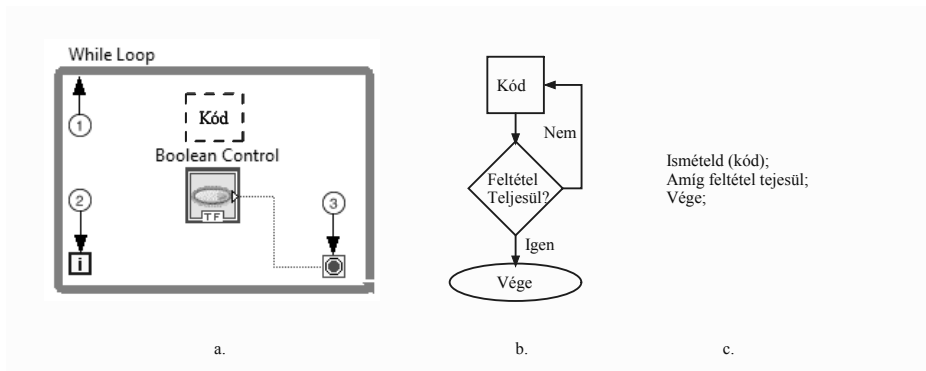 While Loop
1
Kód
Boolean Control
TF
2
i
3
a.
Kód
Nem
Feltétel
Teljesül?
Igen
Vége
b.
Ismételd (kód);
Amíg feltétel tejesül;
Vége;
c.